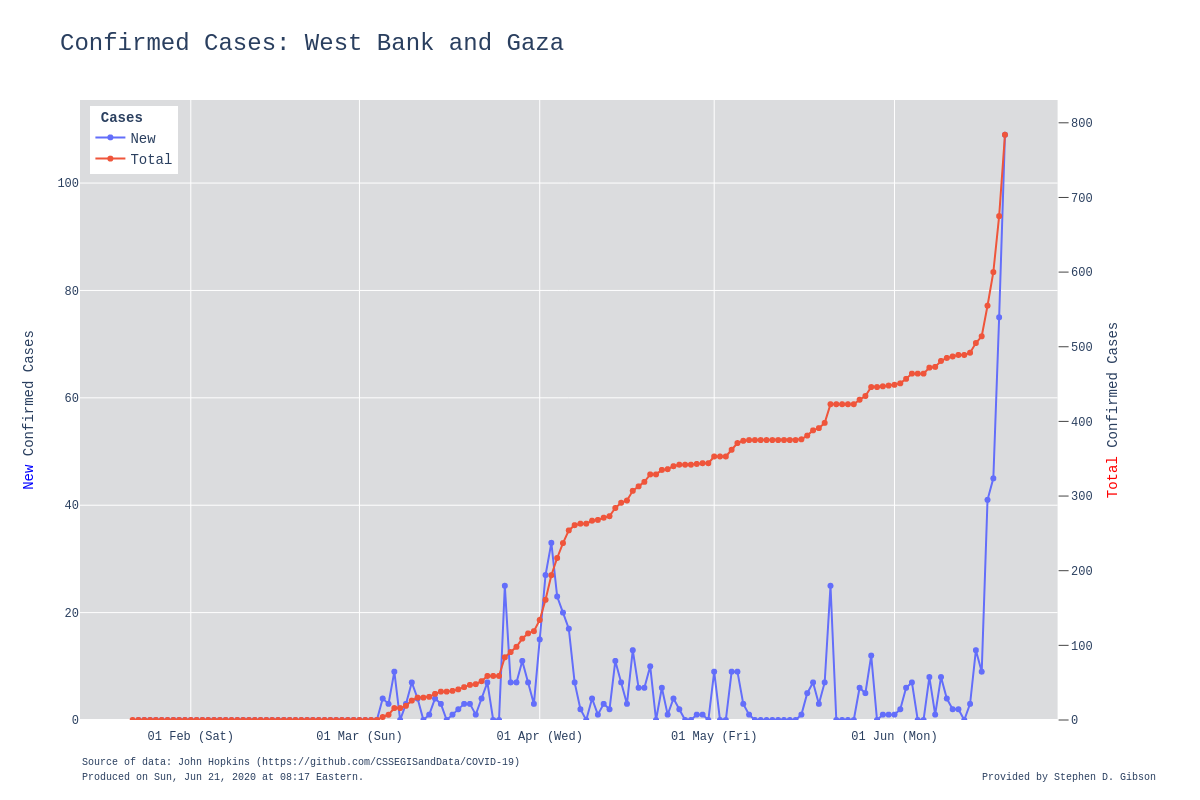 Confirmed Cases: West Bank and Gaza
Cases
New
Total
100
80
60
40
20
0
800
700
600
500
400
300
200
100
0
New Confirmed Cases
Total Confirmed Cases
01 Feb (Sat)
01 Mar (Sun)
01 Apr (Wed)
01 May (Fri)
01 Jun (Mon)
Source of data: John Hopkins (https://github.com/CSSEGISandData/COVID-19)
Produced on Sun, Jun 21, 2020 at 08:17 Eastern.
Provided by Stephen D. Gibson